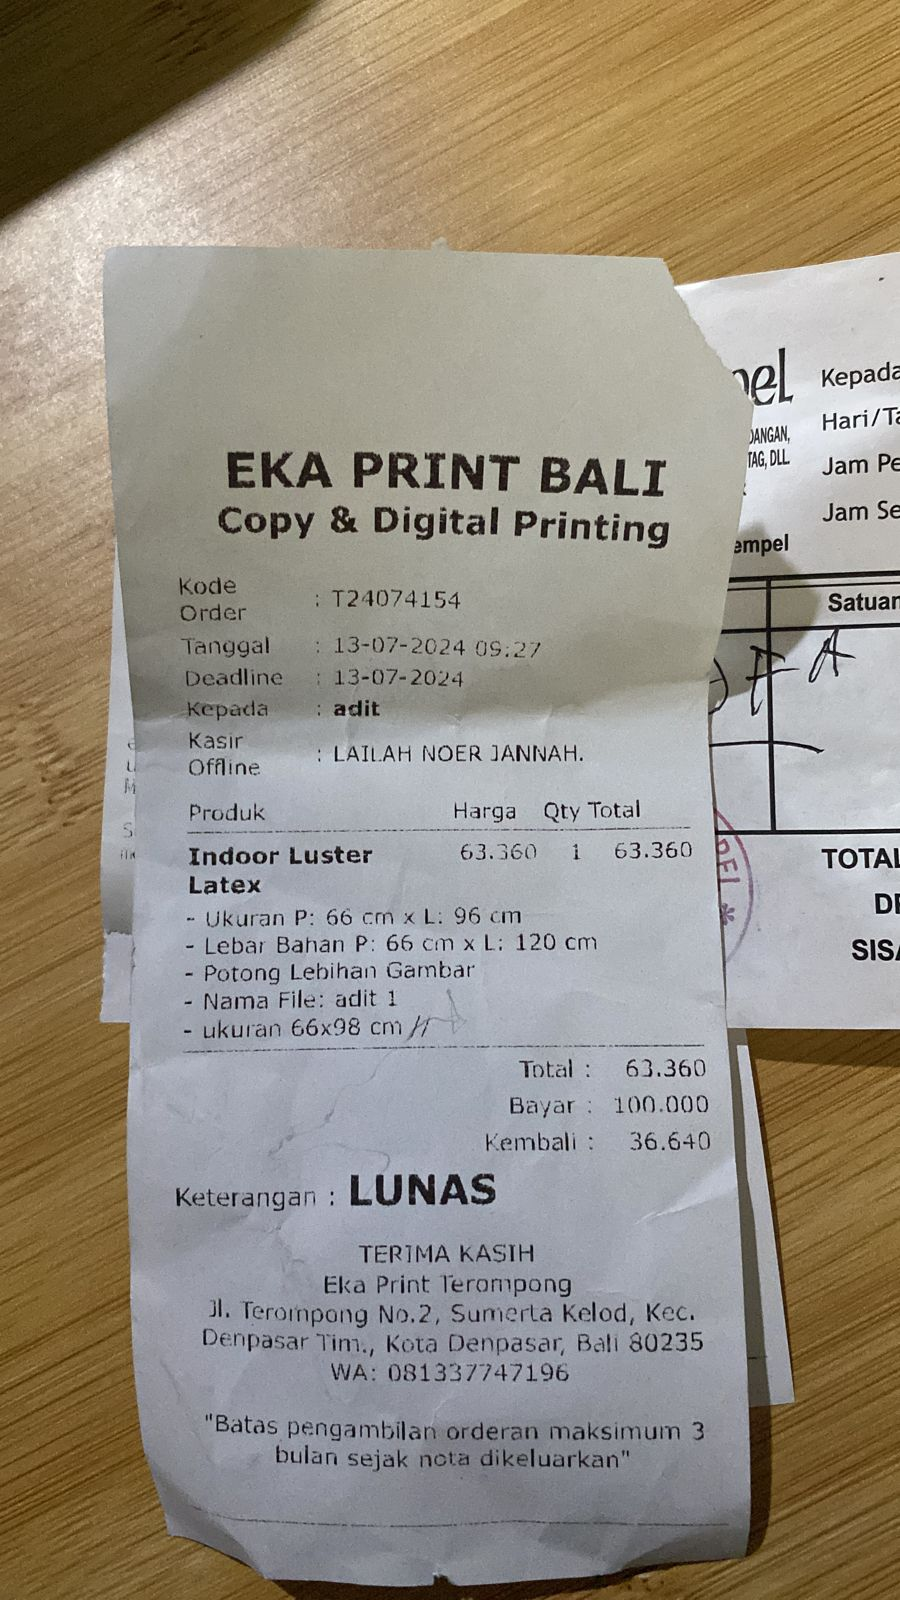 EKA PRINT BALI
Copy & Digital Printing
Kode Order : T24074154
Tanggal : 13-07-2024 09:27
Deadline : 13-07-2024
Kepada : adit
Kasir Offline : LAILAH NOER JANNAH.
Produk Harga Qty Total
Indoor Luster Latex 63.360 1 63.360
- Ukuran P: 66 cm x L: 96 cm
- Lebar Bahan P: 66 cm x L: 120 cm
- Potong Lebihan Gambar
- Nama File: adit 1
- ukuran 66x98 cm
Total : 63.360
Bayar : 100.000
Kembali : 36.640
Keterangan : LUNAS
TERIMA KASIH
Eka Print Terompong
Jl. Terompong No.2, Sumerta Kelod, Kec.
Denpasar Tim., Kota Denpasar, Bali 80235
WA: 081337747196
"Batas pengambilan orderan maksimum 3
bulan sejak nota dikeluarkan"
Kepada
Hari/Ta
Jam Pe
Jam Se
DANGAN,
TAG, DLL
empel
Satuan
TOTAL
DP
SISA